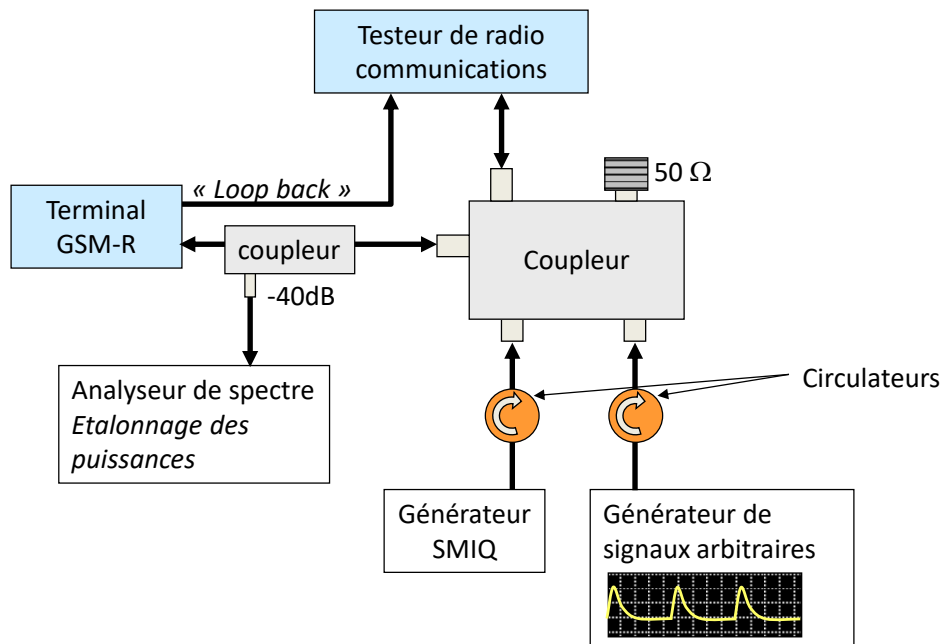 Testeur de radio
communications
50 Ω
« Loop back »
Terminal
GSM-R
coupleur
Coupleur
-40dB
Analyseur de spectre
Etalonnage des
puissances
Circulateurs
Générateur
SMIQ
Générateur de
signaux arbitraires